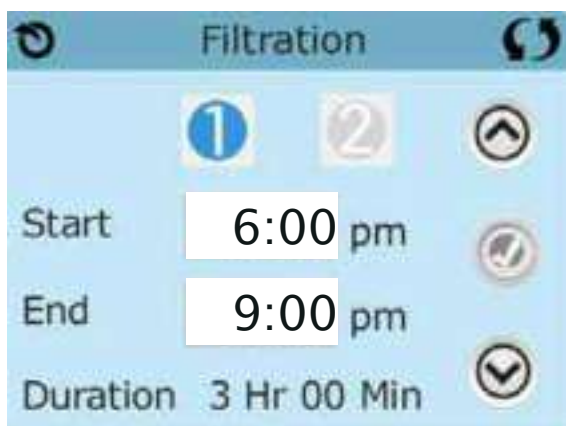 Filtration
1 2
Start 6:00 pm
End 9:00 pm
Duration 3 Hr 00 Min